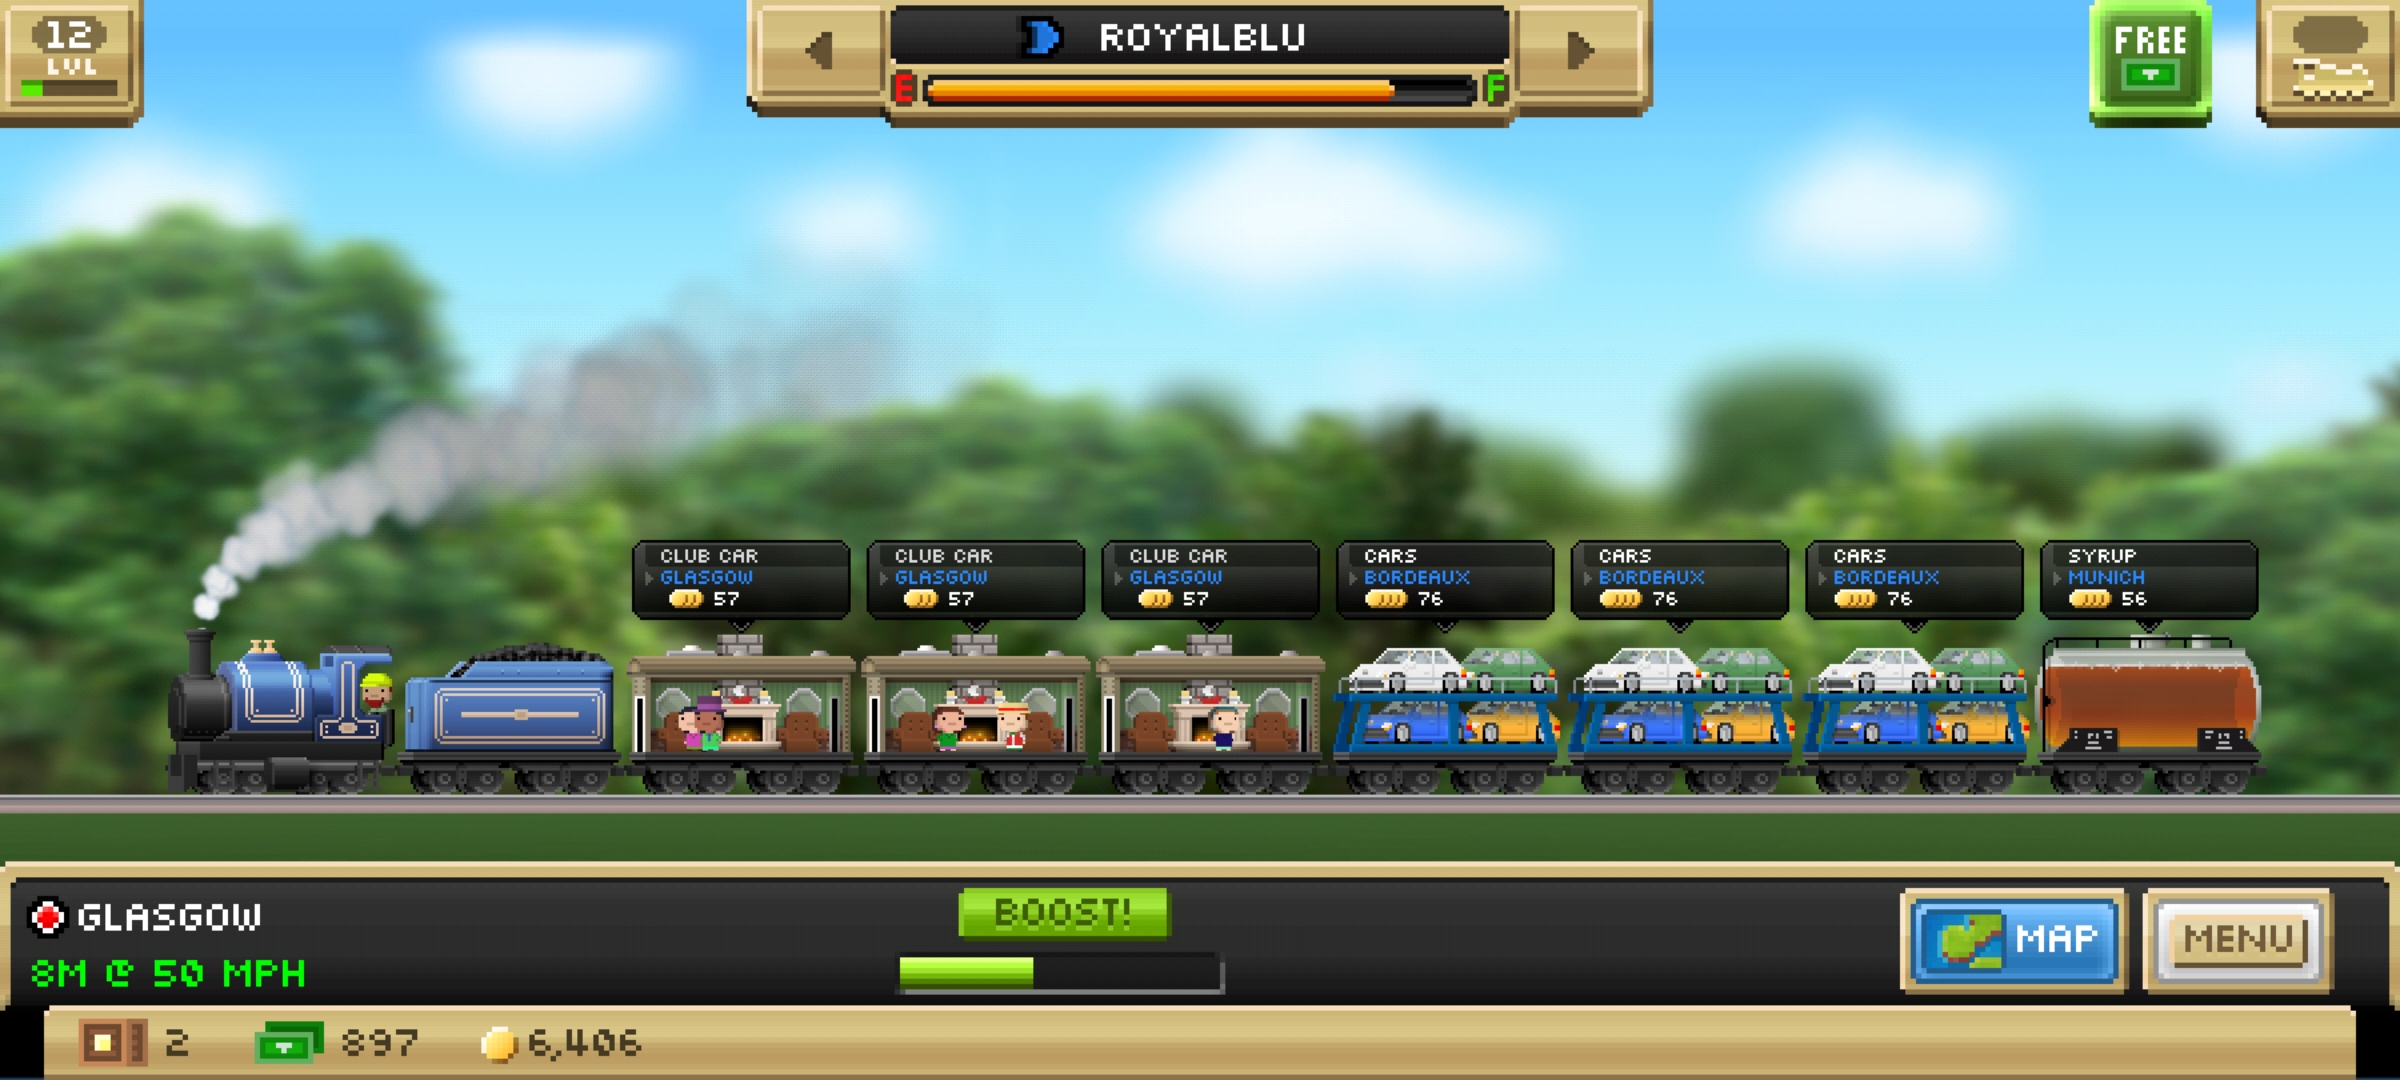 12
LVL
ROYALBLU
E
F
FREE
CLUB CAR
GLASGOW
57
CLUB CAR
GLASGOW
57
CLUB CAR
GLASGOW
57
CARS
BORDEAUX
76
CARS
BORDEAUX
76
CARS
BORDEAUX
76
SYRUP
MUNICH
56
GLASGOW
8M @ 50 MPH
BOOST!
MAP
MENU
2
897
6,406